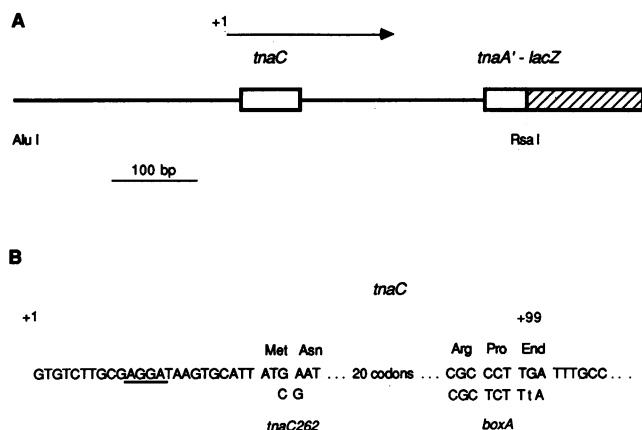 A
+1
tnaC
tnaA' - lacZ
Alu I
Rsa I
100 bp
B
tnaC
+1
+99
Met Asn
Arg Pro End
GTGTCTTGCGAGGATAAGTGCATT ATG AAT ... 20 codons ... CGC CCT TGA TTTGCC ...
C G
CGC TCT TtA
tnaC262
boxA